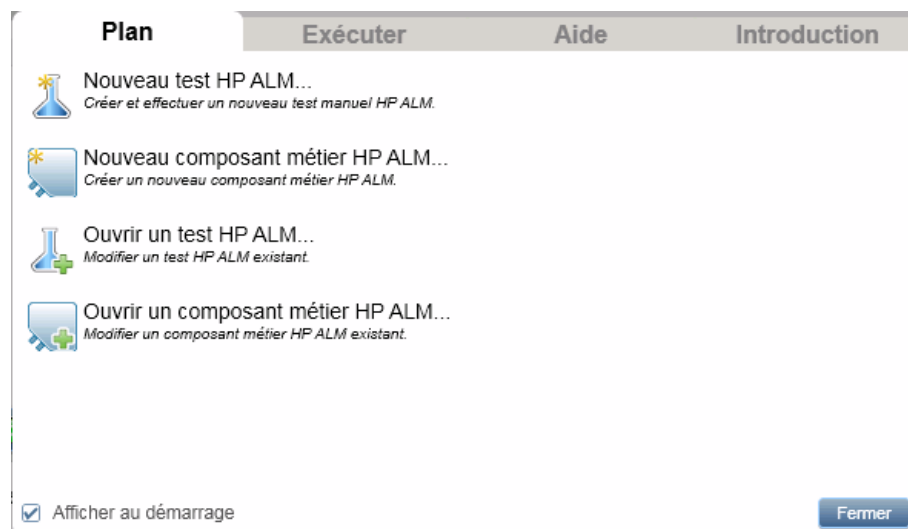 Plan Exécuter Aide Introduction
Nouveau test HP ALM...
Créer et effectuer un nouveau test manuel HP ALM.
Nouveau composant métier HP ALM...
Créer un nouveau composant métier HP ALM.
Ouvrir un test HP ALM...
Modifier un test HP ALM existant.
Ouvrir un composant métier HP ALM...
Modifier un composant métier HP ALM existant.
Afficher au démarrage Fermer